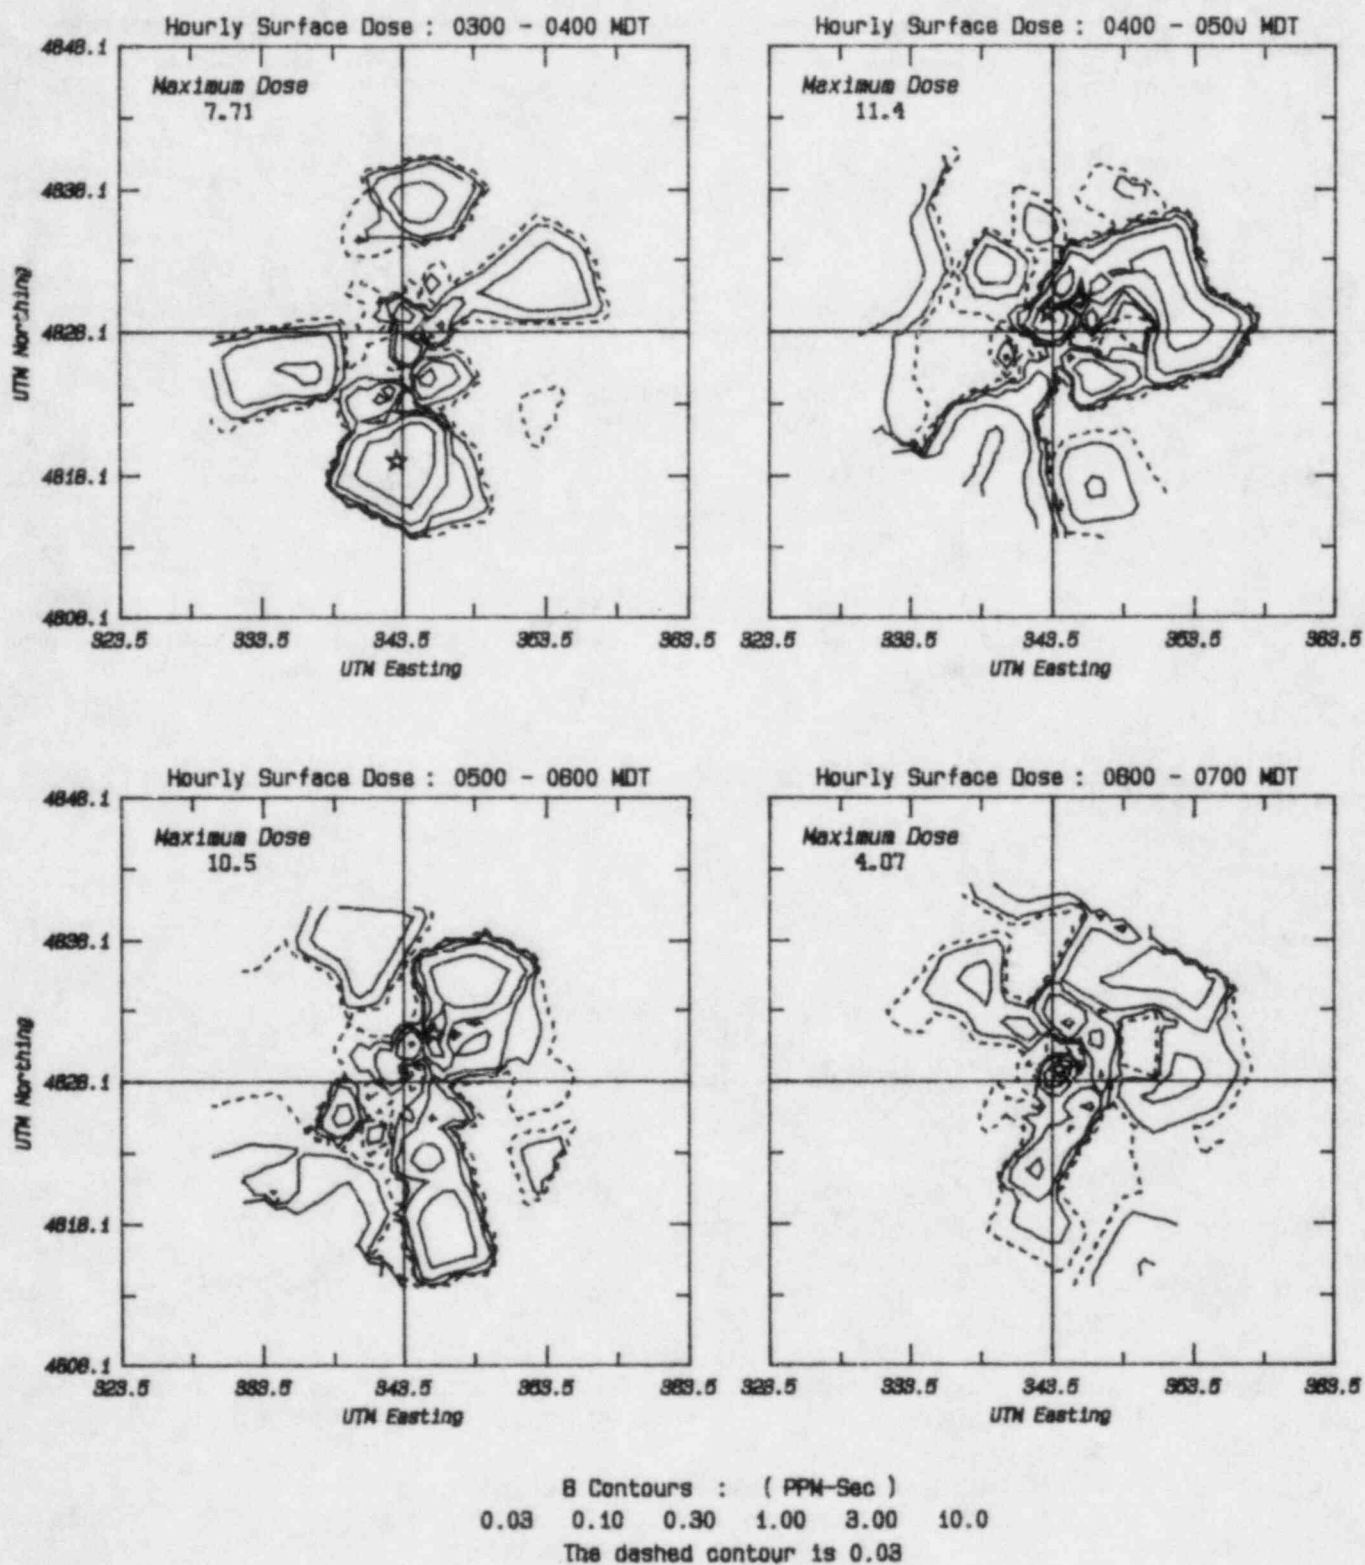 Hourly Surface Dose : 0300 - 0400 MDT
Maximum Dose
7.71
4848.1
4838.1
4828.1
4818.1
4808.1
UTM Northing
323.5 333.5 343.5 353.5 363.5
UTM Easting
Hourly Surface Dose : 0400 - 0500 MDT
Maximum Dose
11.4
323.5 333.5 343.5 353.5 363.5
UTM Easting
Hourly Surface Dose : 0500 - 0600 MDT
Maximum Dose
10.5
4848.1
4838.1
4828.1
4818.1
4808.1
UTM Northing
323.5 333.5 343.5 353.5 363.5
UTM Easting
Hourly Surface Dose : 0600 - 0700 MDT
Maximum Dose
4.07
323.5 333.5 343.5 353.5 363.5
UTM Easting
6 Contours : ( PPM-Sec )
0.03 0.10 0.30 1.00 3.00 10.0
The dashed contour is 0.03